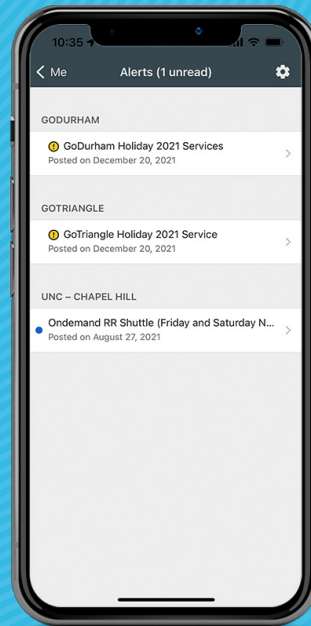 10:35
Me
Alerts (1 unread)
GODURHAM
GoDurham Holiday 2021 Services
Posted on December 20, 2021
GOTRIANGLE
GoTriangle Holiday 2021 Service
Posted on December 20, 2021
UNC – CHAPEL HILL
Ondemand RR Shuttle (Friday and Saturday N...
Posted on August 27, 2021